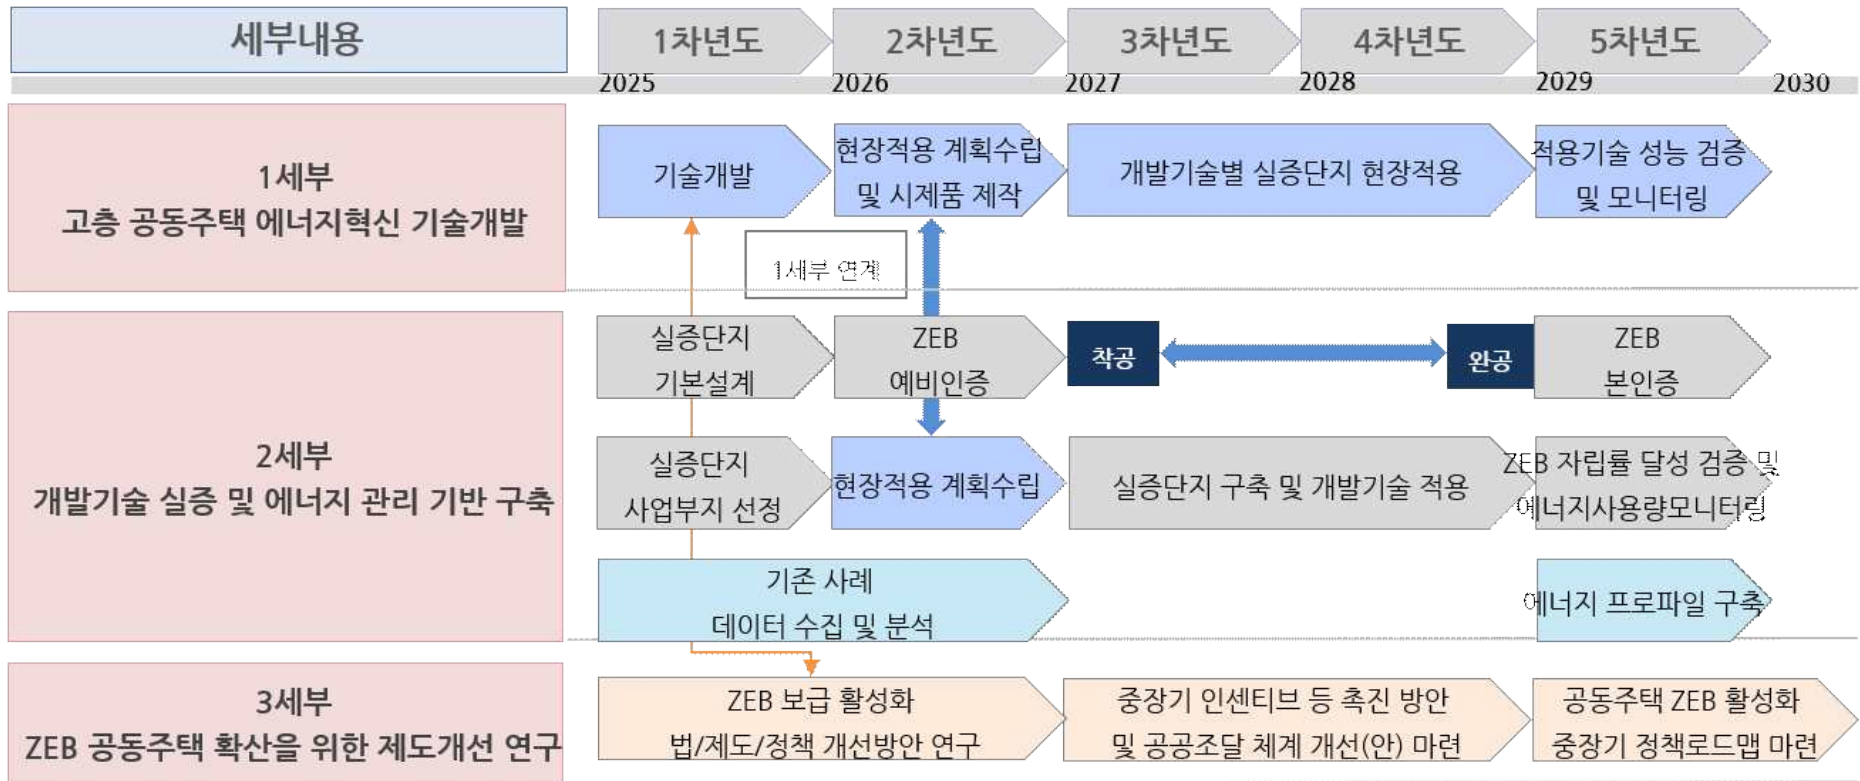 세부내용
1차년도
2차년도
3차년도
4차년도
5차년도
2025
2026
2027
2028
2029
2030
1세부
고층 공동주택 에너지혁신 기술개발
기술개발
현장적용 계획수립
및 시제품 제작
개발기술별 실증단지 현장적용
적용기술 성능 검증
및 모니터링
1세부 연계
2세부
개발기술 실증 및 에너지 관리 기반 구축
실증단지
기본설계
ZEB
예비인증
착공
완공
ZEB
본인증
실증단지
사업부지 선정
현장적용 계획수립
실증단지 구축 및 개발기술 적용
ZEB 자립률 달성 검증 및
에너지사용량모니터링
기존 사례
데이터 수집 및 분석
에너지 프로파일 구축
3세부
ZEB 공동주택 확산을 위한 제도개선 연구
ZEB 보급 활성화
법/제도/정책 개선방안 연구
중장기 인센티브 등 촉진 방안
및 공공조달 체계 개선(안) 마련
공동주택 ZEB 활성화
중장기 정책로드맵 마련